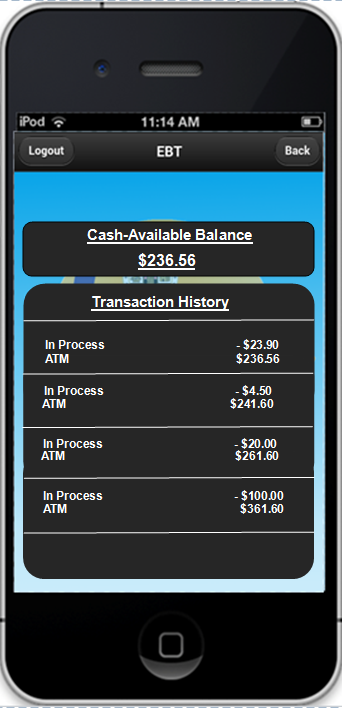 iPod 11:14 AM
Logout EBT Back
Cash-Available Balance
$236.56
Transaction History
In Process - $23.90
ATM $236.56
In Process - $4.50
ATM $241.60
In Process - $20.00
ATM $261.60
In Process - $100.00
ATM $361.60